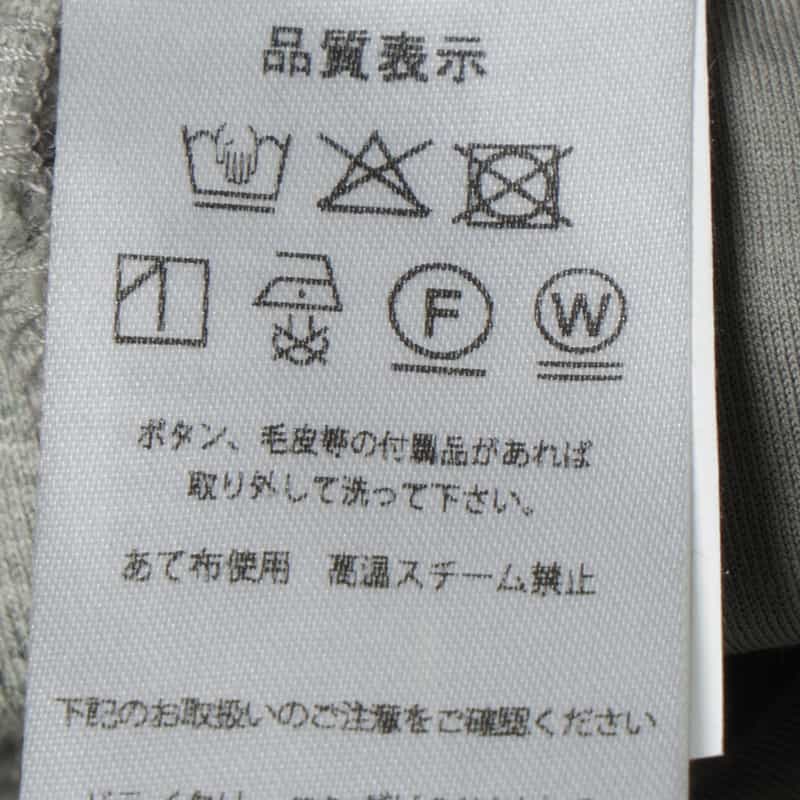 品質表示
F W
ボタン、毛皮等の付属品があれば
取り外して洗って下さい。
あて布使用 高温スチーム禁止
下記のお取扱いのご注意をご確認ください